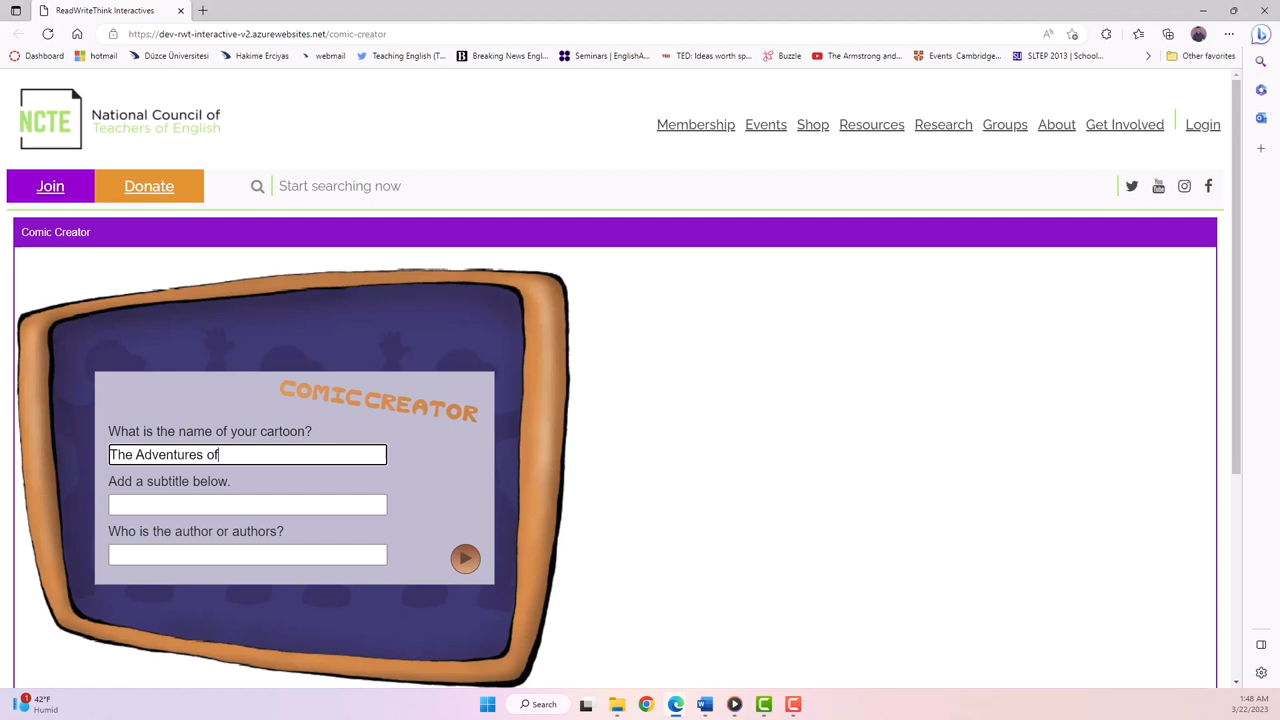 ReadWriteThink Interactives
https://dev-rwt-interactive-v2.azurewebsites.net/comic-creator
Dashboard
hotmail
Düzce Üniversitesi
Hakime Erciyas
webmail
Teaching English (T...
Breaking News Engl...
Seminars | EnglishA...
TED: Ideas worth sp...
Buzzle
The Armstrong and...
Events Cambridge...
SLTEP 2013 | School...
Other favorites
NCTE
National Council of
Teachers of English
Membership Events Shop Resources Research Groups About Get Involved Login
Join Donate Start searching now
Comic Creator
COMIC CREATOR
What is the name of your cartoon?
The Adventures of
Add a subtitle below.
Who is the author or authors?
1
42°F
Humid
Search
1:48 AM
3/22/2023